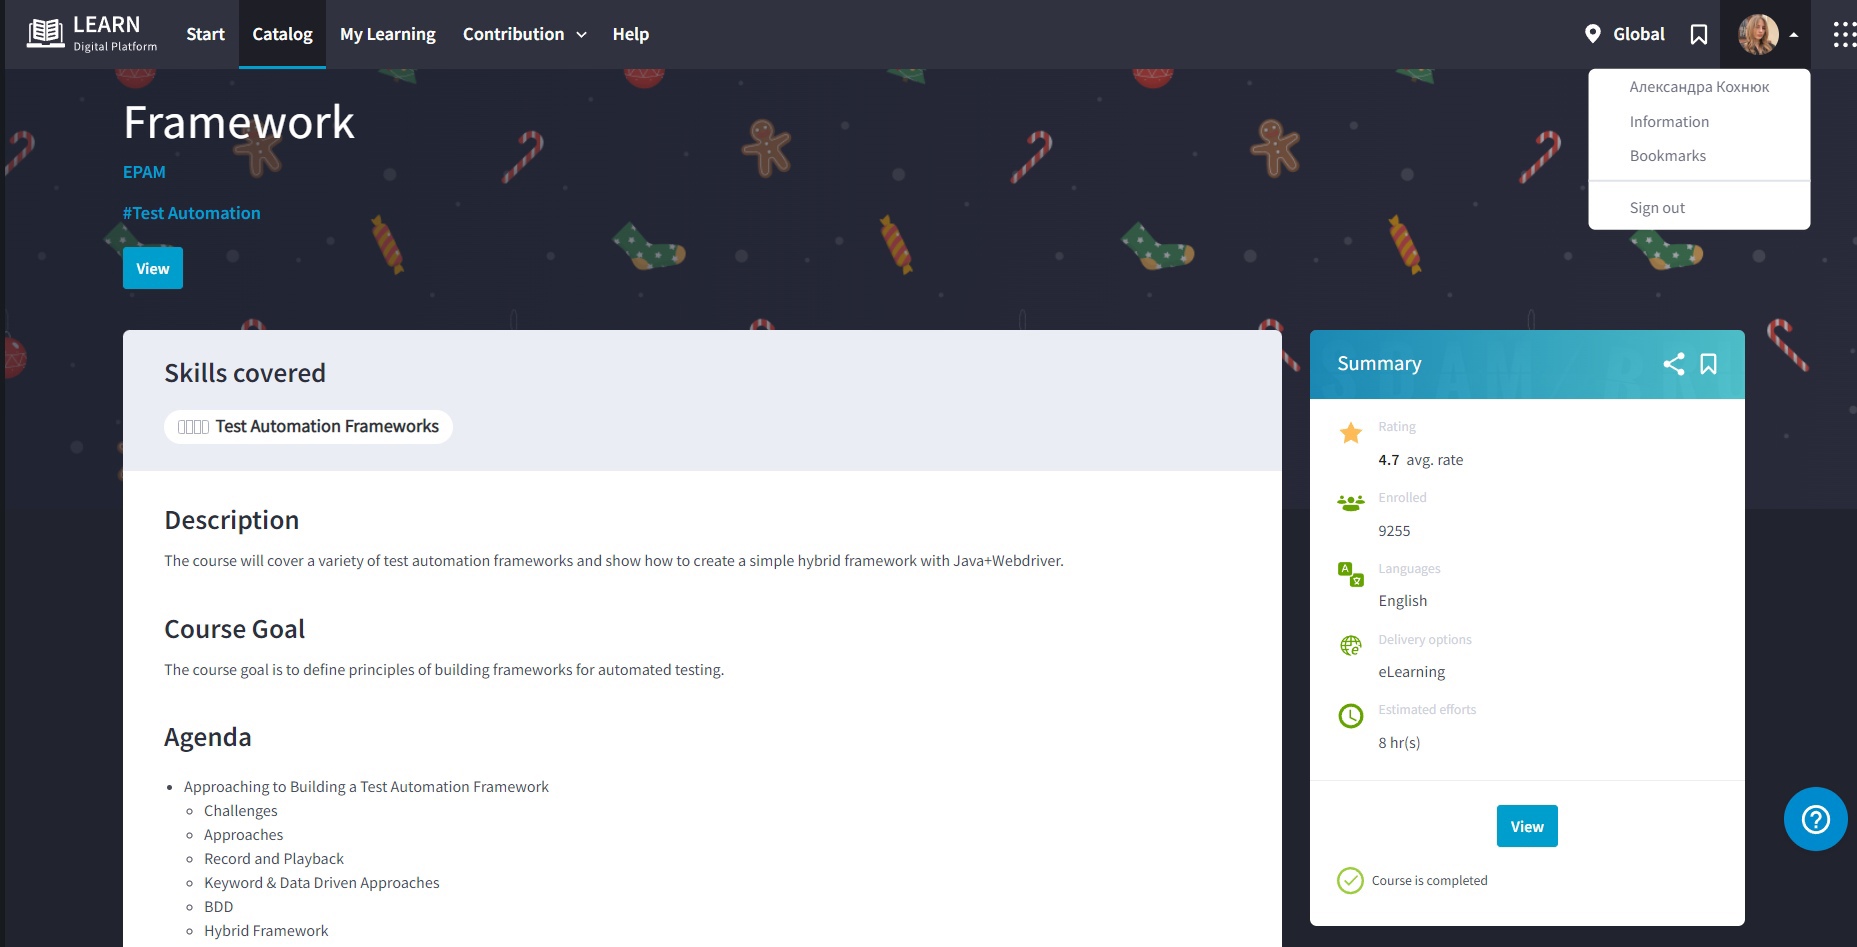 LEARN
Digital Platform
Start
Catalog
My Learning
Contribution
Help
Global
Александра Кохнюк
Information
Bookmarks
Sign out
Framework
EPAM
#Test Automation
View
Skills covered
Test Automation Frameworks
Description
The course will cover a variety of test automation frameworks and show how to create a simple hybrid framework with Java+Webdriver.
Course Goal
The course goal is to define principles of building frameworks for automated testing.
Agenda
Approaching to Building a Test Automation Framework
Challenges
Approaches
Record and Playback
Keyword & Data Driven Approaches
BDD
Hybrid Framework
Summary
Rating
4.7 avg. rate
Enrolled
9255
Languages
English
Delivery options
eLearning
Estimated efforts
8 hr(s)
View
Course is completed